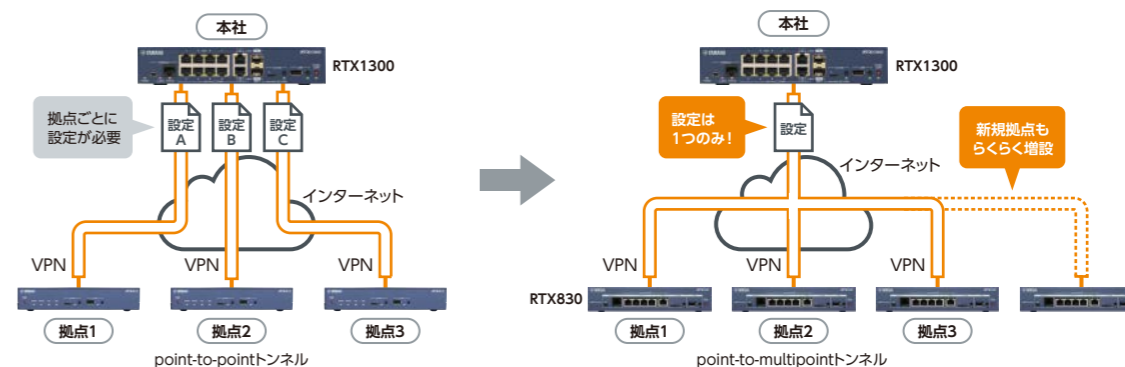 本社
RTX1300
拠点ごとに
設定が必要
設定
A
設定
B
設定
C
インターネット
VPN
VPN
VPN
拠点1
拠点2
拠点3
point-to-pointトンネル
本社
RTX1300
設定は
1つのみ!
設定
新規拠点も
らくらく増設
インターネット
VPN
VPN
VPN
RTX830
拠点1
拠点2
拠点3
point-to-multipointトンネル